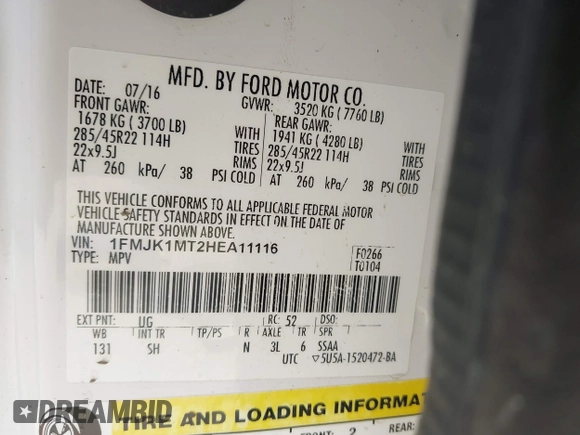 MFD. BY FORD MOTOR CO.
DATE: 07/16 GVWR: 3520 KG (7760 LB)
FRONT GAWR: REAR GAWR:
1678 KG (3700 LB) WITH 1941 KG (4280 LB) WITH
285/45R22 114H TIRES 285/45R22 114H TIRES
22x9.5J RIMS 22x9.5J RIMS
AT 260 kPa/ 38 PSI COLD AT 260 kPa/ 38 PSI COLD
THIS VEHICLE CONFORMS TO ALL APPLICABLE FEDERAL MOTOR
VEHICLE SAFETY STANDARDS IN EFFECT ON THE DATE OF
MANUFACTURE SHOWN ABOVE.
VIN: 1FMJK1MT2HEA11116 F0266
TYPE: MPV T0104
EXT PNT: UG RC: 52 DSO:
WB INT TR TP/PS R AXLE TR SPR
131 SH N 3L 6 SSAA
UTC ▽5U5A-1520472-BA
TIRE AND LOADING INFORMAT
FRONT: 2 REAR:
DREAMBID